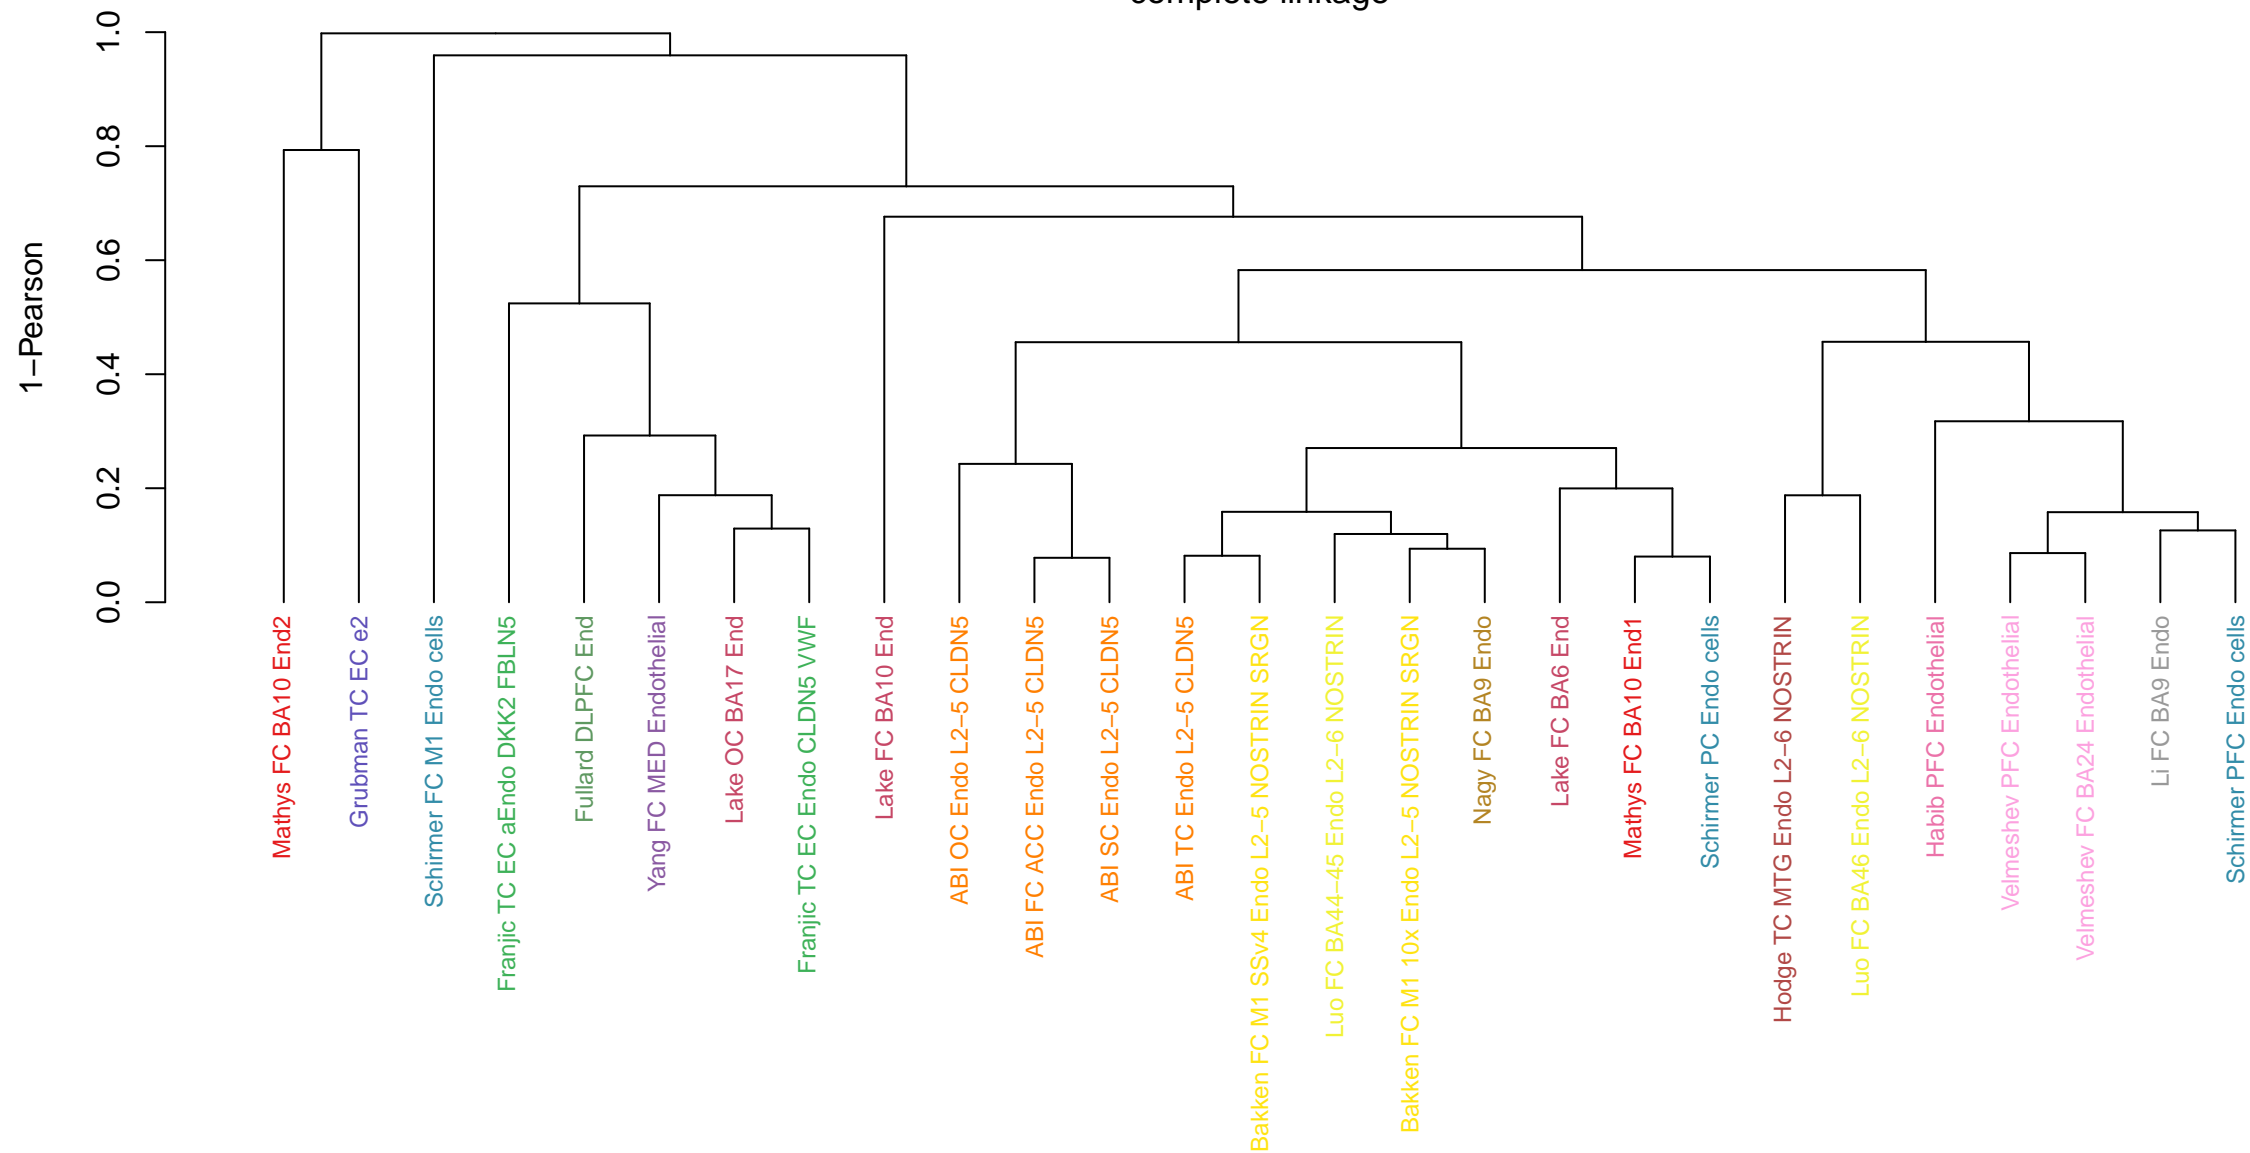 complete linkage
1−Pearson
1.0
0.8
0.6
0.4
0.2
0.0
Mathys FC BA10 End2
Grubman TC EC e2
Schirmer FC M1 Endo cells
Franjic TC EC aEndo DKK2 FBLN5
Fullard DLPFC End
Yang FC MED Endothelial
Lake OC BA17 End
Franjic TC EC Endo CLDN5 VWF
Lake FC BA10 End
ABI OC Endo L2−5 CLDN5
ABI FC ACC Endo L2−5 CLDN5
ABI SC Endo L2−5 CLDN5
ABI TC Endo L2−5 CLDN5
Bakken FC M1 SSv4 Endo L2−5 NOSTRIN SRGN
Luo FC BA44−45 Endo L2−6 NOSTRIN
Bakken FC M1 10x Endo L2−5 NOSTRIN SRGN
Nagy FC BA9 Endo
Lake FC BA6 End
Mathys FC BA10 End1
Schirmer PC Endo cells
Hodge TC MTG Endo L2−6 NOSTRIN
Luo FC BA46 Endo L2−6 NOSTRIN
Habib PFC Endothelial
Velmeshev PFC Endothelial
Velmeshev FC BA24 Endothelial
Li FC BA9 Endo
Schirmer PFC Endo cells